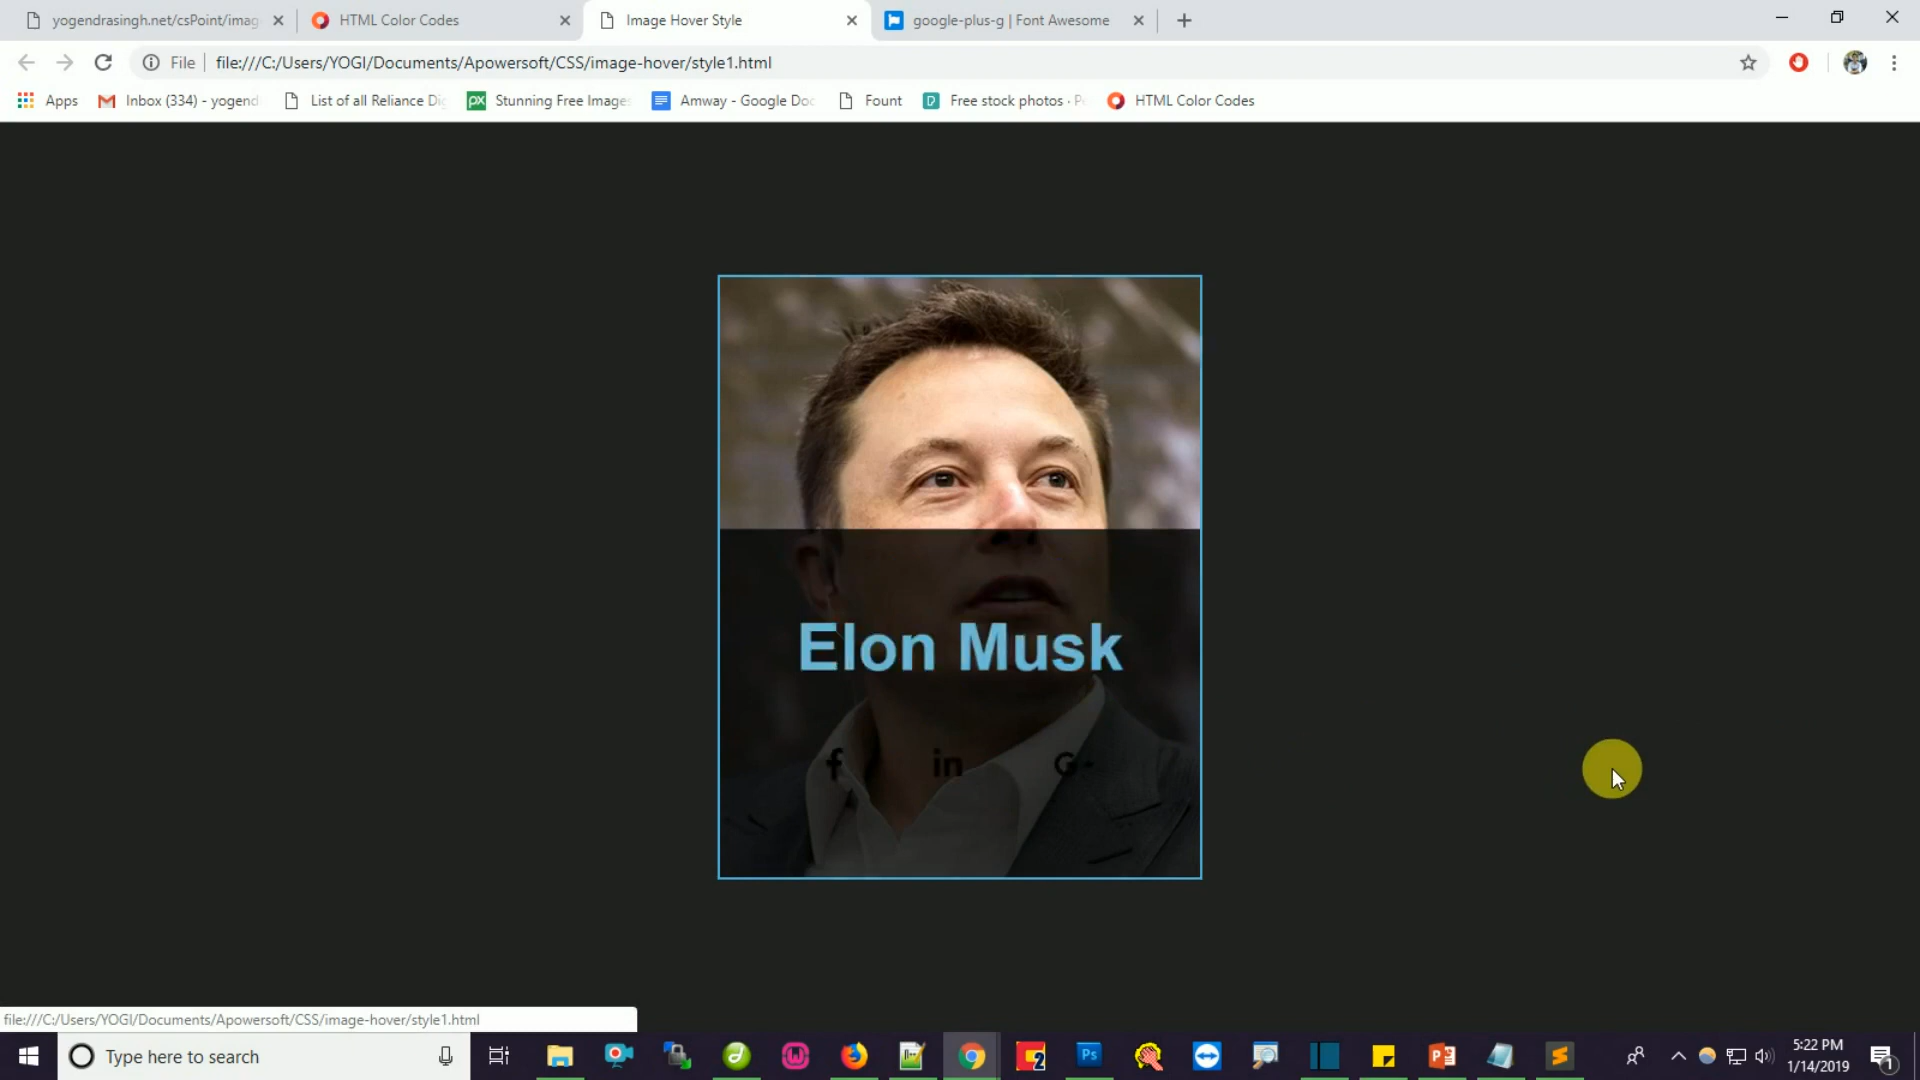 yogendrasingh.net/csPoint/imag
HTML Color Codes
Image Hover Style
google-plus-g | Font Awesome
File
file:///C:/Users/YOGI/Documents/Apowersoft/CSS/image-hover/style1.html
Apps
Inbox (334) - yogend
List of all Reliance Di
Stunning Free Image
Amway - Google Doc
Fount
Free stock photos · P
HTML Color Codes
Elon Musk
f in G+
file:///C:/Users/YOGI/Documents/Apowersoft/CSS/image-hover/style1.html
Type here to search
5:22 PM
1/14/2019